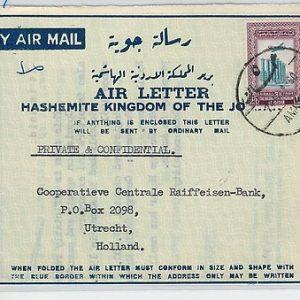 BY AIR MAIL
رسالة جوية
بريد المملكة الاردنية الهاشمية
AIR LETTER
HASHEMITE KINGDOM OF THE JO
IF ANYTHING IS ENCLOSED THIS LETTER
WILL BE SENT BY ORDINARY MAIL
PRIVATE & CONFIDENTIAL.
Cooperatieve Centrale Raiffeisen-Bank,
P.O.Box 2098,
Utrecht,
Holland.
WHEN FOLDED THE AIR LETTER MUST CONFORM IN SIZE AND SHAPE WITH
THE BLUE BORDER WITHIN WHICH THE ADDRESS ONLY MAY BE WRITTEN